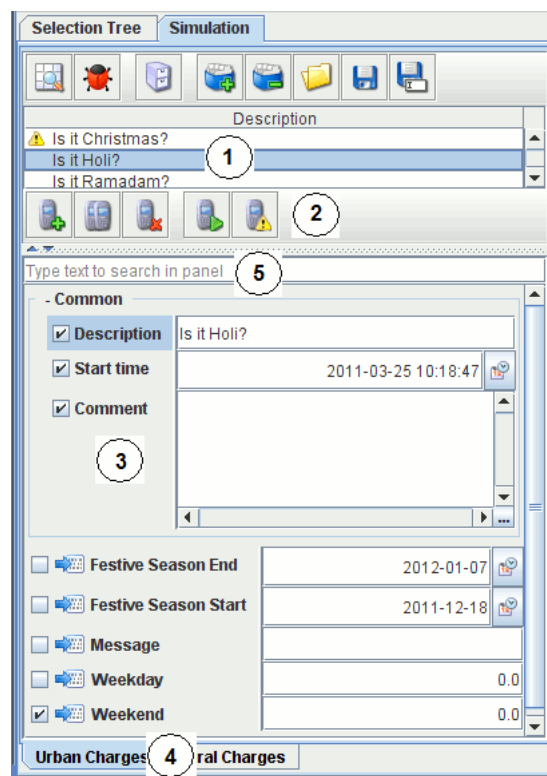 Selection Tree Simulation
Description
Is it Christmas?
Is it Holi?
1
Is it Ramadam?
2
Type text to search in panel
5
- Common
Description Is it Holi?
Start time 2011-03-25 10:18:47
Comment
3
...
Festive Season End 2012-01-07
Festive Season Start 2011-12-18
Message
Weekday 0.0
Weekend 0.0
Urban Charges 4 ral Charges